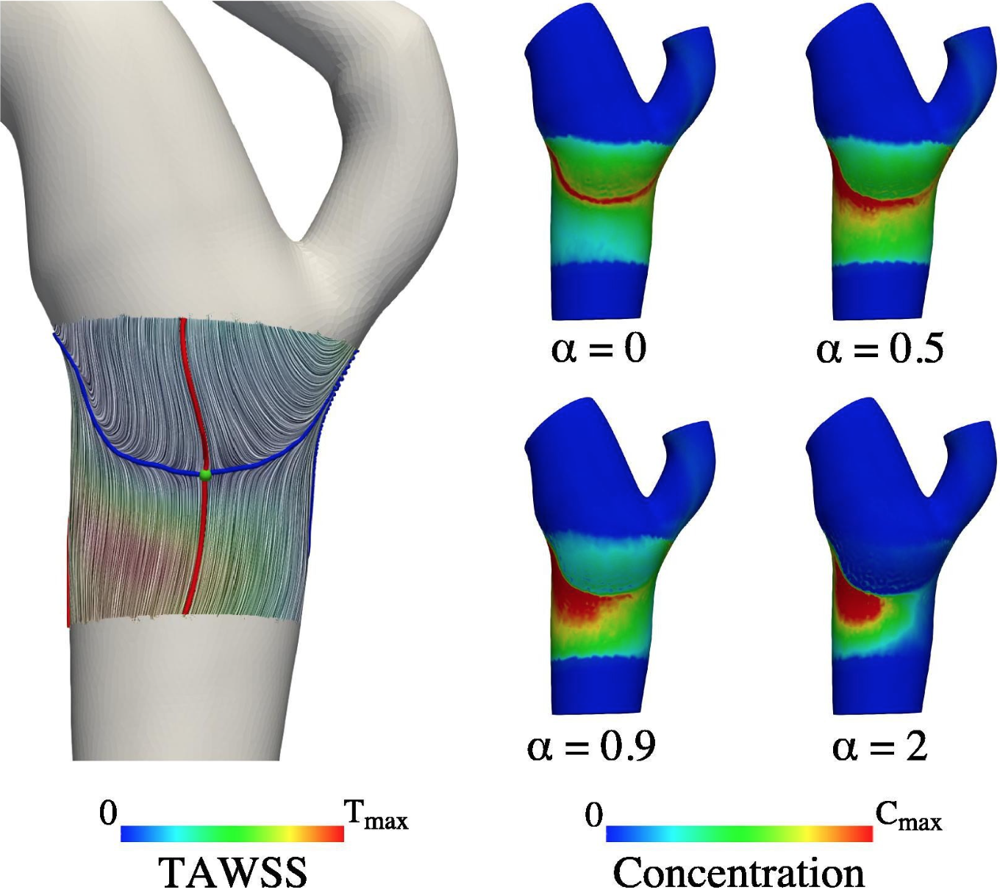 α = 0
α = 0.5
α = 0.9
α = 2
0 Tmax
TAWSS
0 Cmax
Concentration